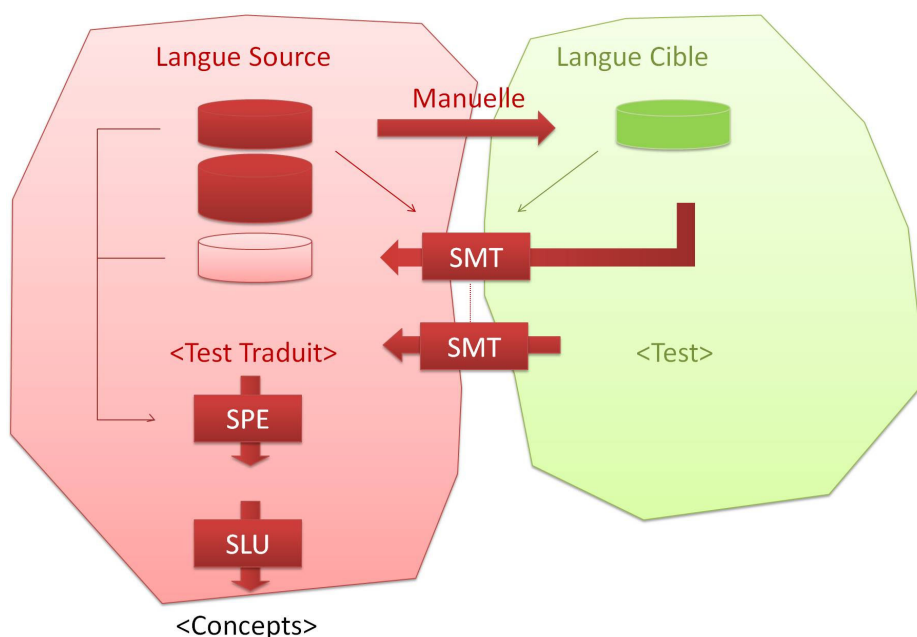 Langue Source
Langue Cible
Manuelle
SMT
SMT
<Test Traduit>
<Test>
SPE
SLU
<Concepts>